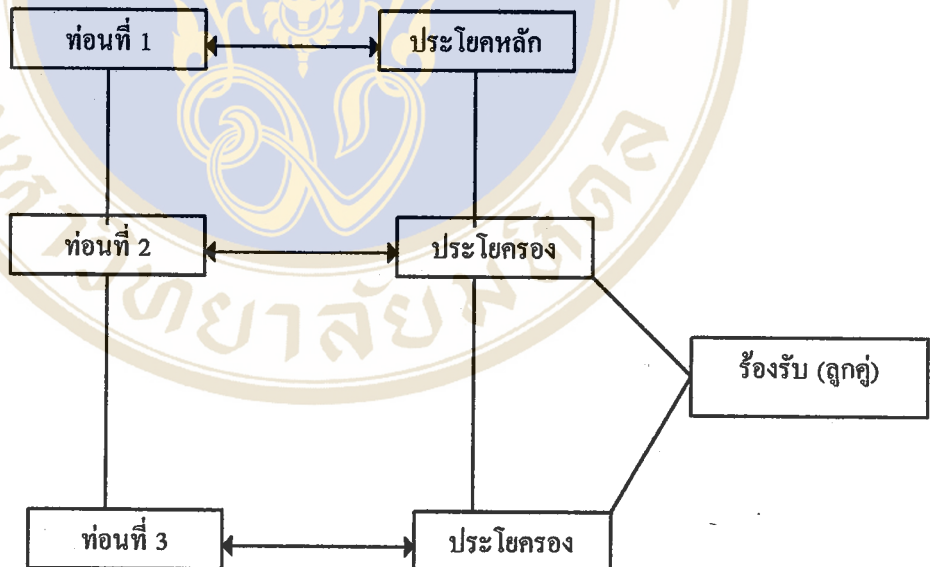 ท่อนที่ 1 ประโยคหลัก
ท่อนที่ 2 ประโยครอง
ร้องรับ (ลูกคู่)
ท่อนที่ 3 ประโยครอง